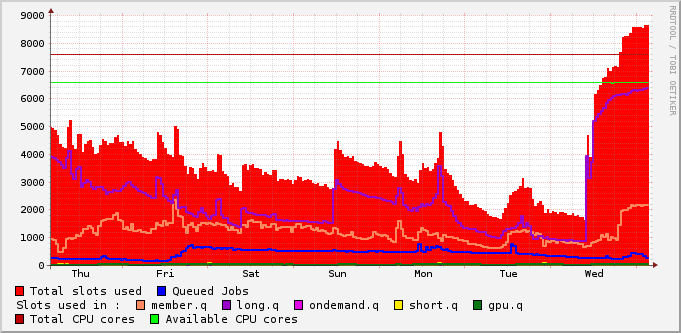 9000
8000
7000
6000
5000
4000
3000
2000
1000
0
Thu Fri Sat Sun Mon Tue Wed
RRDTOOL / TOBI OETIKER
Total slots used Queued Jobs
Slots used in : member.q long.q ondemand.q short.q gpu.q
Total CPU cores Available CPU cores